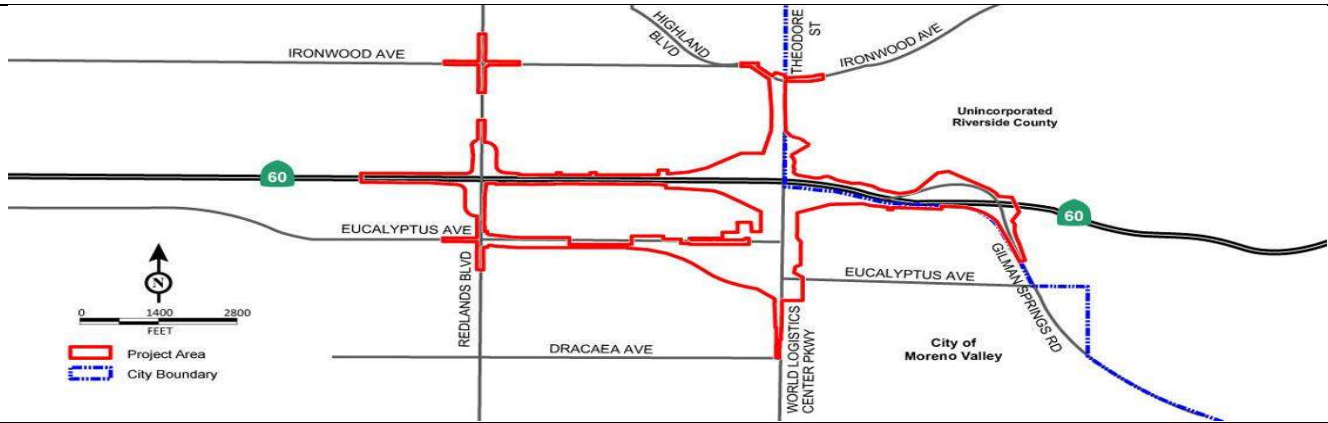 HIGHLAND
BLVD
THEODORE
ST
IRONWOOD AVE
IRONWOOD AVE
Unincorporated
Riverside County
60
60
EUCALYPTUS AVE
N
REDLANDS BLVD
EUCALYPTUS AVE
GILMAN SPRINGS RD
0 1400 2800
FEET
Project Area
City Boundary
DRACAEA AVE
WORLD LOGISTICS
CENTER PKWY
City of
Moreno Valley